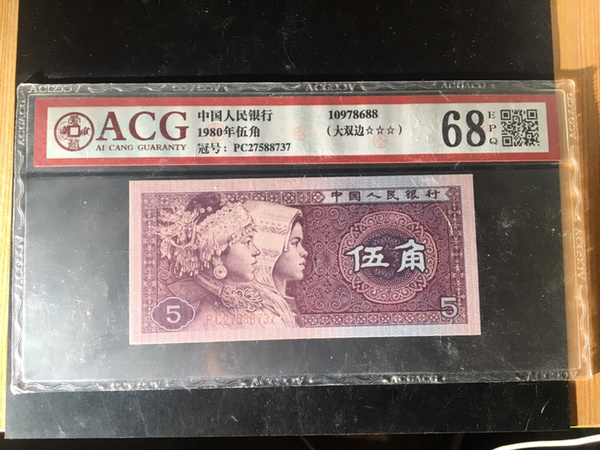 ACG
AI CANG GUARANTY
中国人民银行
1980年伍角
冠号: PC27588737
10978688
(大双边☆☆☆)
68
EPQ
中国人民银行
伍角
5
PC27588737
5